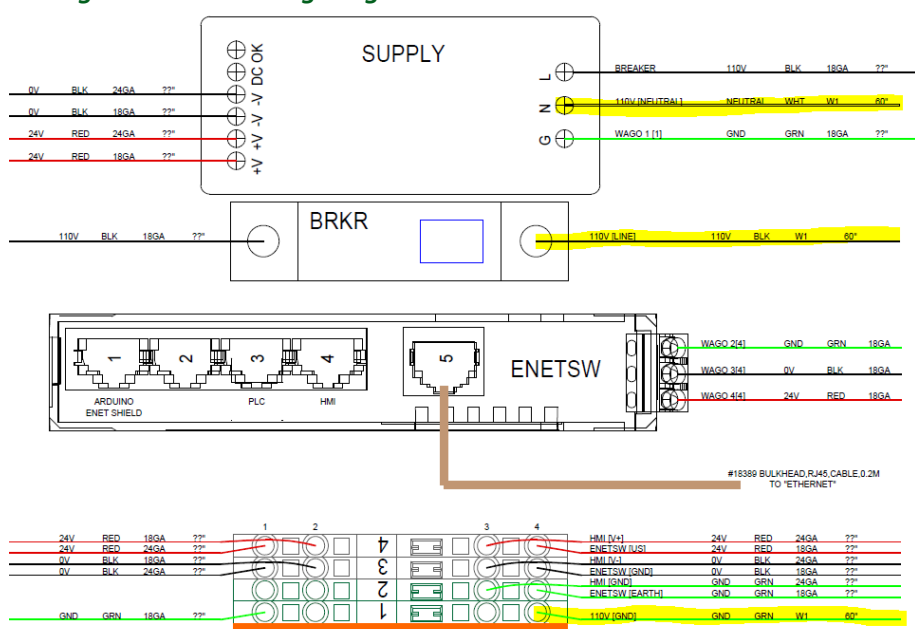 SUPPLY
DC OK
-V
-V
+V
+V
L
N
G
0V BLK 24GA ??"
0V BLK 18GA ??"
24V RED 24GA ??"
24V RED 18GA ??"
BREAKER 110V BLK 18GA ??"
110V [NEUTRAL] NEUTRAL WHT W1 60"
WAGO 1 [1] GND GRN 18GA ??"
BRKR
110V BLK 18GA ??"
110V [LINE] 110V BLK W1 60"
1 2 3 4
5
ENETSW
ARDUINO
ENET SHIELD
PLC
HMI
WAGO 2[4] GND GRN 18GA
WAGO 3[4] 0V BLK 18GA
WAGO 4[4] 24V RED 18GA
#18389 BULKHEAD,RJ45,CABLE,0.2M
TO "ETHERNET"
1 2 3 4
24V RED 18GA ??"
24V RED 24GA ??"
0V BLK 18GA ??"
0V BLK 24GA ??"
GND GRN 18GA ??"
4
3
2
1
HMI [V+] 24V RED 24GA ??"
ENETSW [US] 24V RED 18GA ??"
HMI [V-] 0V BLK 24GA ??"
ENETSW [GND] 0V BLK 18GA ??"
HMI [GND] GND GRN 24GA ??"
ENETSW [EARTH] GND GRN 18GA ??"
110V [GND] GND GRN W1 60"